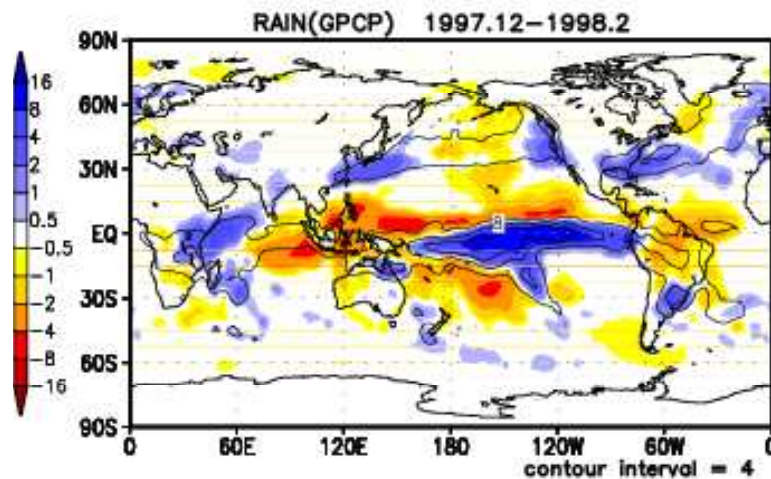 RAIN(GPCP) 1997.12-1998.2
90N
60N
30N
EQ
30S
60S
90S
16
8
4
2
1
0.5
-0.5
-1
-2
-4
-8
-16
8
0 60E 120E 180 120W 60W 0
contour interval = 4